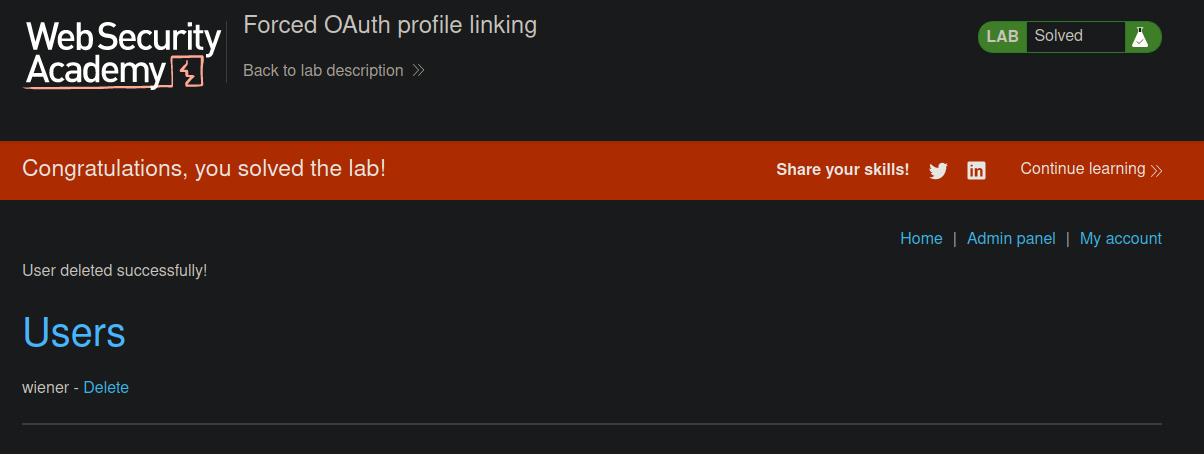 Web Security
Academy
Forced OAuth profile linking
Back to lab description
LAB Solved
Congratulations, you solved the lab!
Share your skills!
Continue learning
Home | Admin panel | My account
User deleted successfully!
Users
wiener - Delete